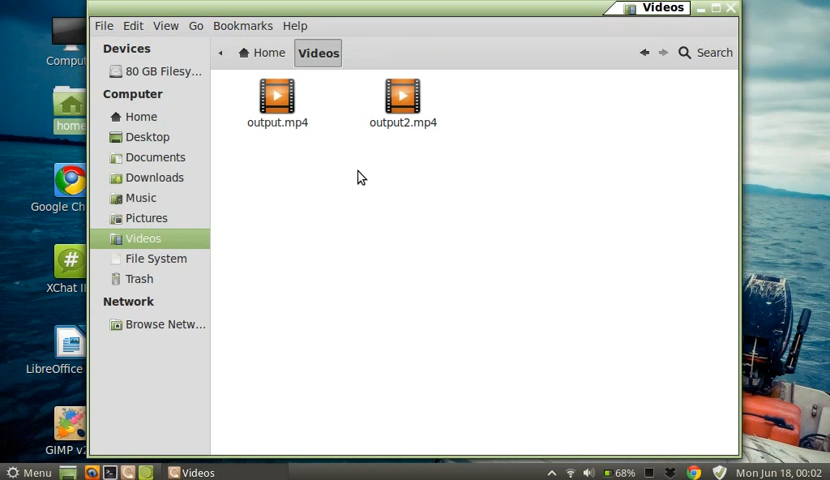 Videos
File Edit View Go Bookmarks Help
Home Videos Search
Devices
80 GB Filesy...
Computer
Home
Desktop
Documents
Downloads
Music
Pictures
Videos
File System
Trash
Network
Browse Netw...
output.mp4 output2.mp4
Comput
home
Google Ch
#
XChat I
LibreOffice
GIMP v2
Menu Videos 68% Mon Jun 18, 00:02